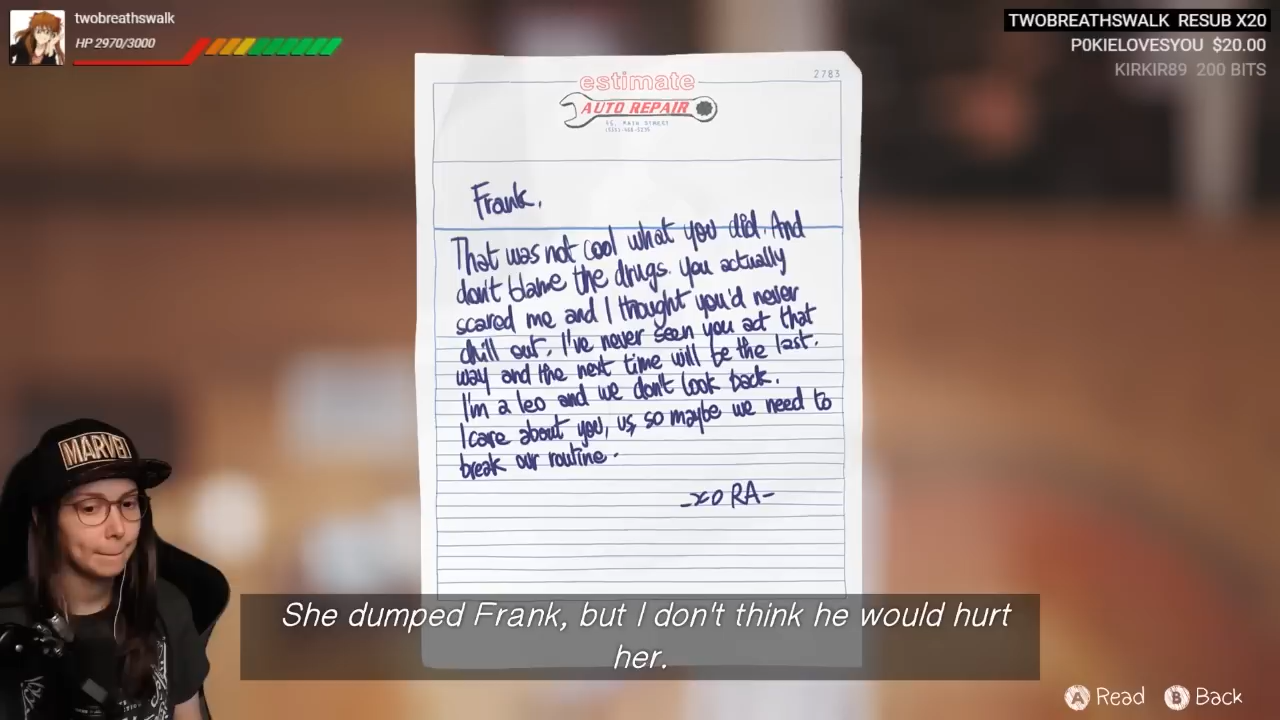 twobreathswalk
HP 2970/3000
TWOBREATHSWALK RESUB X20
P0KIELOVESYOU $20.00
KIRKIR89 200 BITS
2783
estimate
AUTO REPAIR
MAIN STREET
Frank,
That was not cool what you did. And
don't blame the drugs. You actually
scared me and I thought you'd never
chill out. I've never seen you act that
way and the next time will be the last.
I'm a leo and we don't look back.
I care about you, us, so maybe we need to
break our routine.
-xo RA-
MARVEL
She dumped Frank, but I don't think he would hurt
her.
A Read B Back